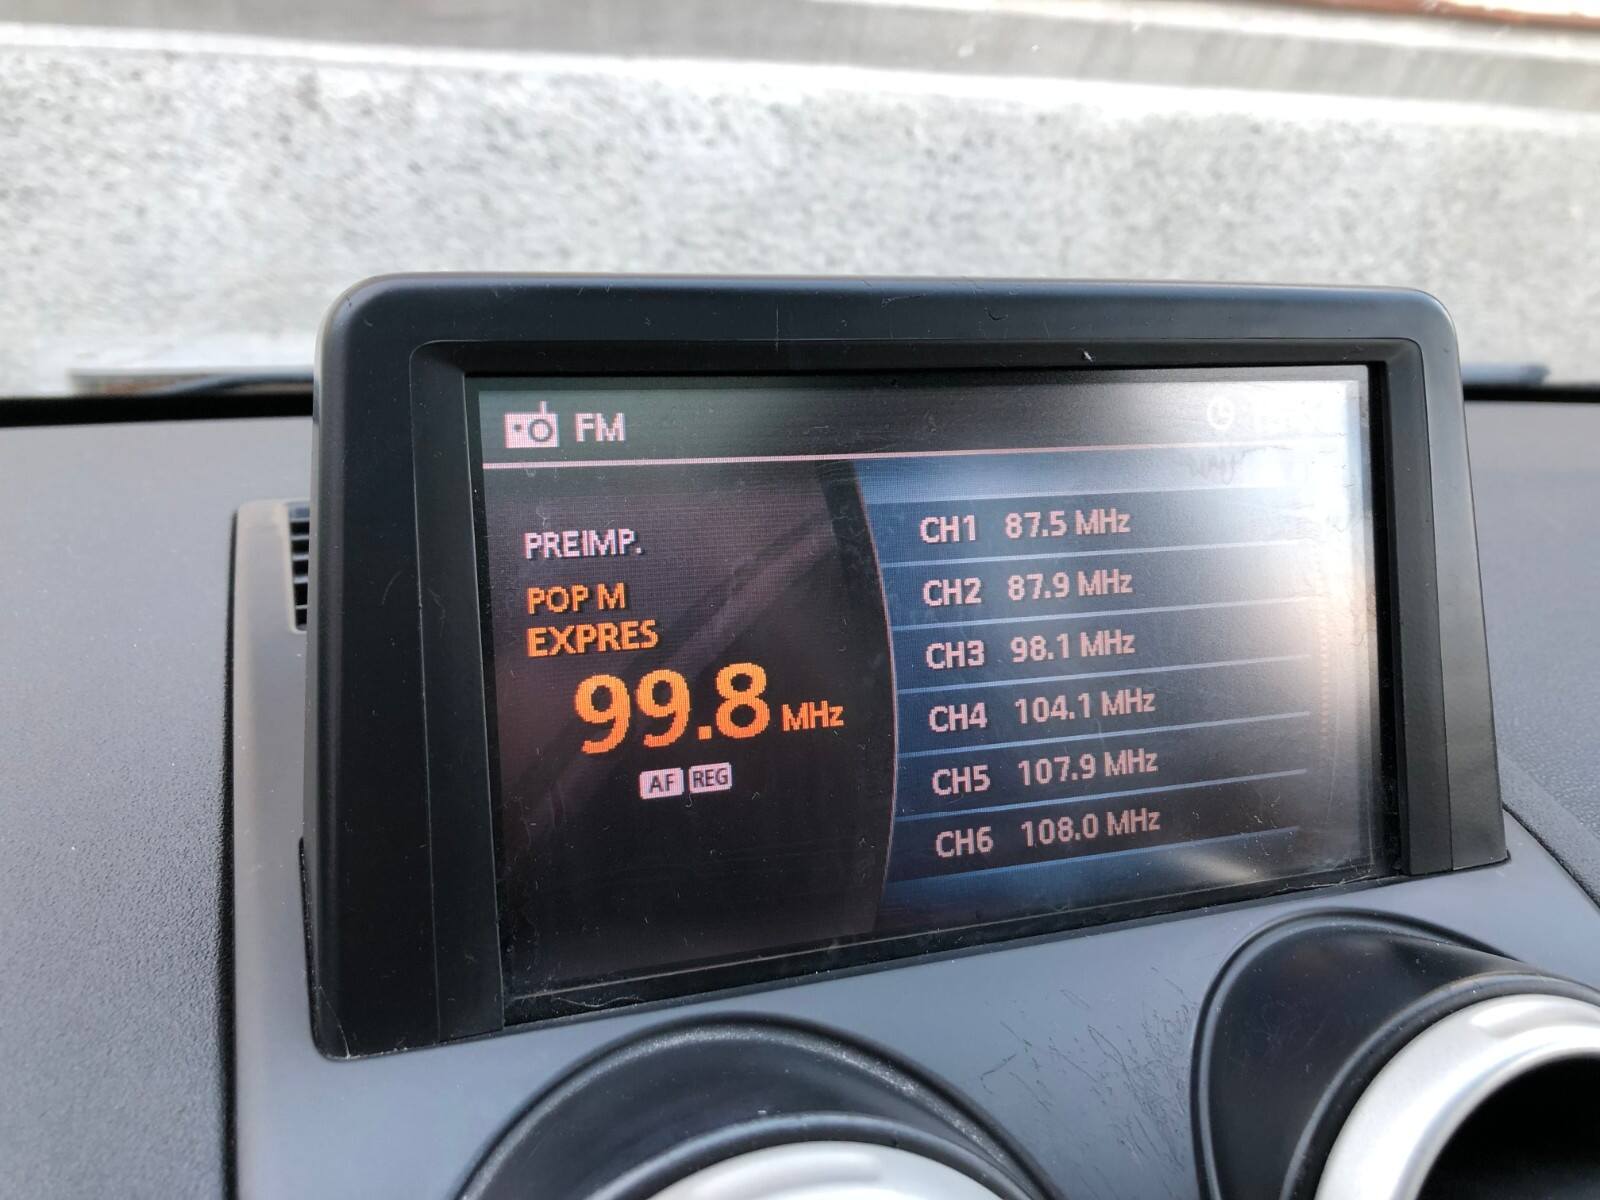 FM
PREIMP.
POP M
EXPRES
99.8 MHz
AF REG
CH1 87.5 MHz
CH2 87.9 MHz
CH3 98.1 MHz
CH4 104.1 MHz
CH5 107.9 MHz
CH6 108.0 MHz